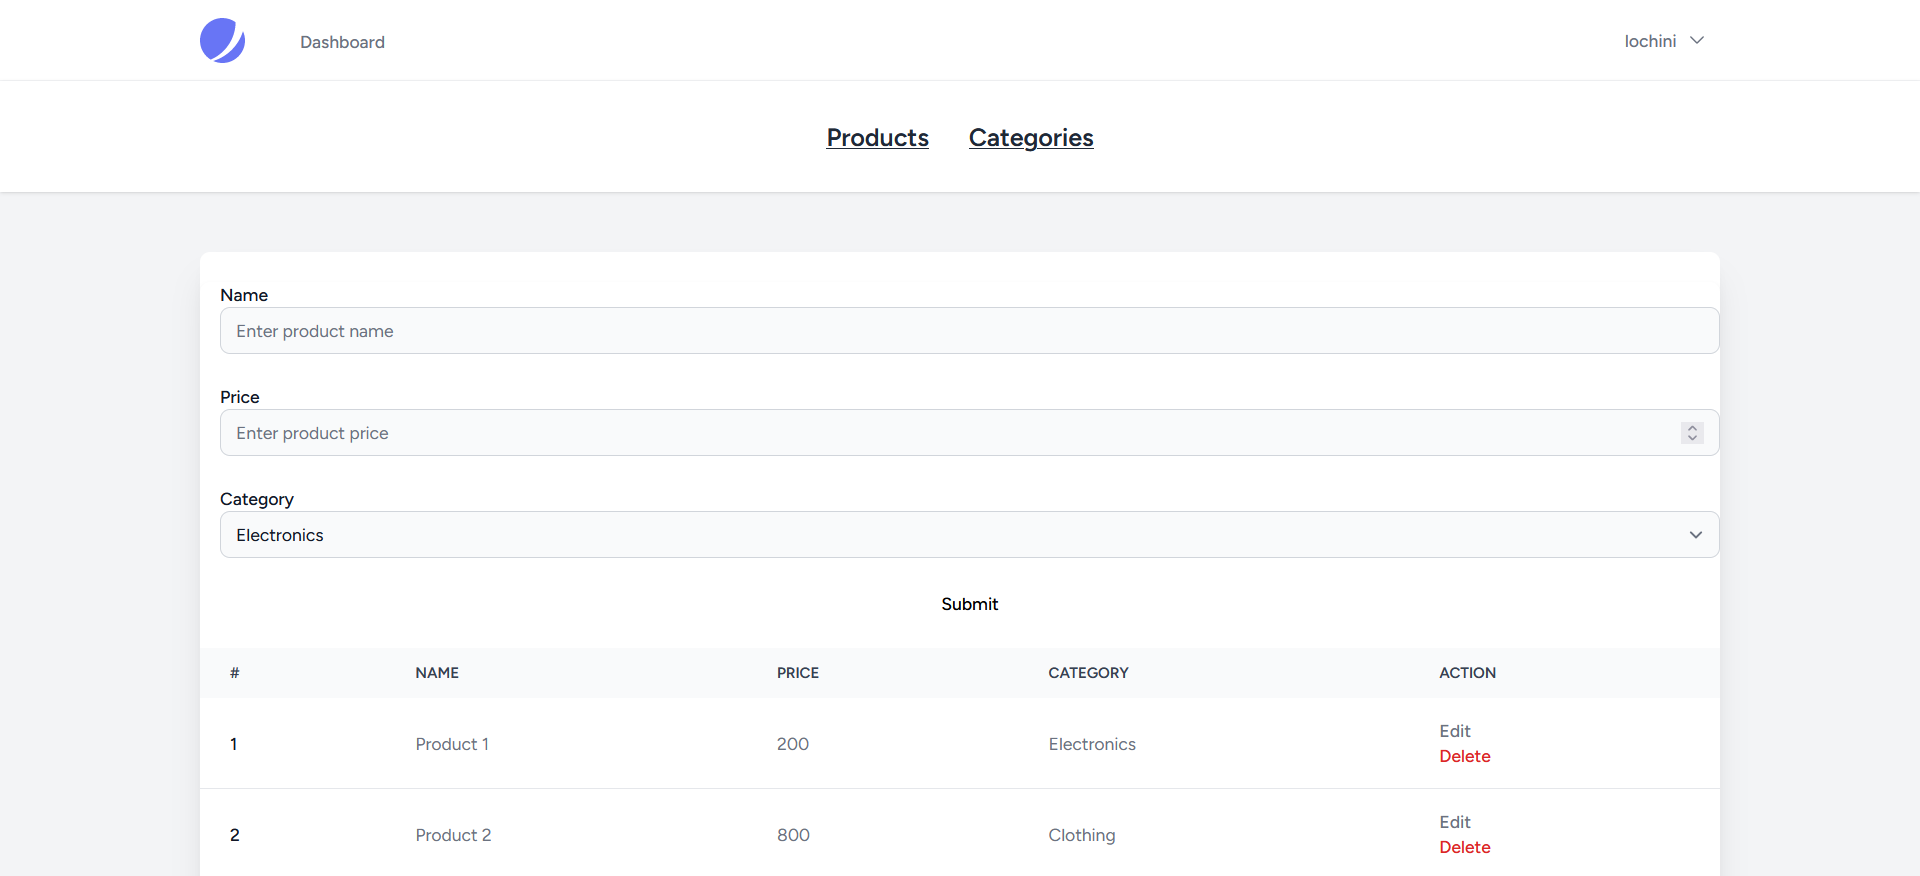 Dashboard
lochini
Products Categories
Name
Enter product name
Price
Enter product price
Category
Electronics
Submit
# NAME PRICE CATEGORY ACTION
1 Product 1 200 Electronics Edit
Delete
2 Product 2 800 Clothing Edit
Delete